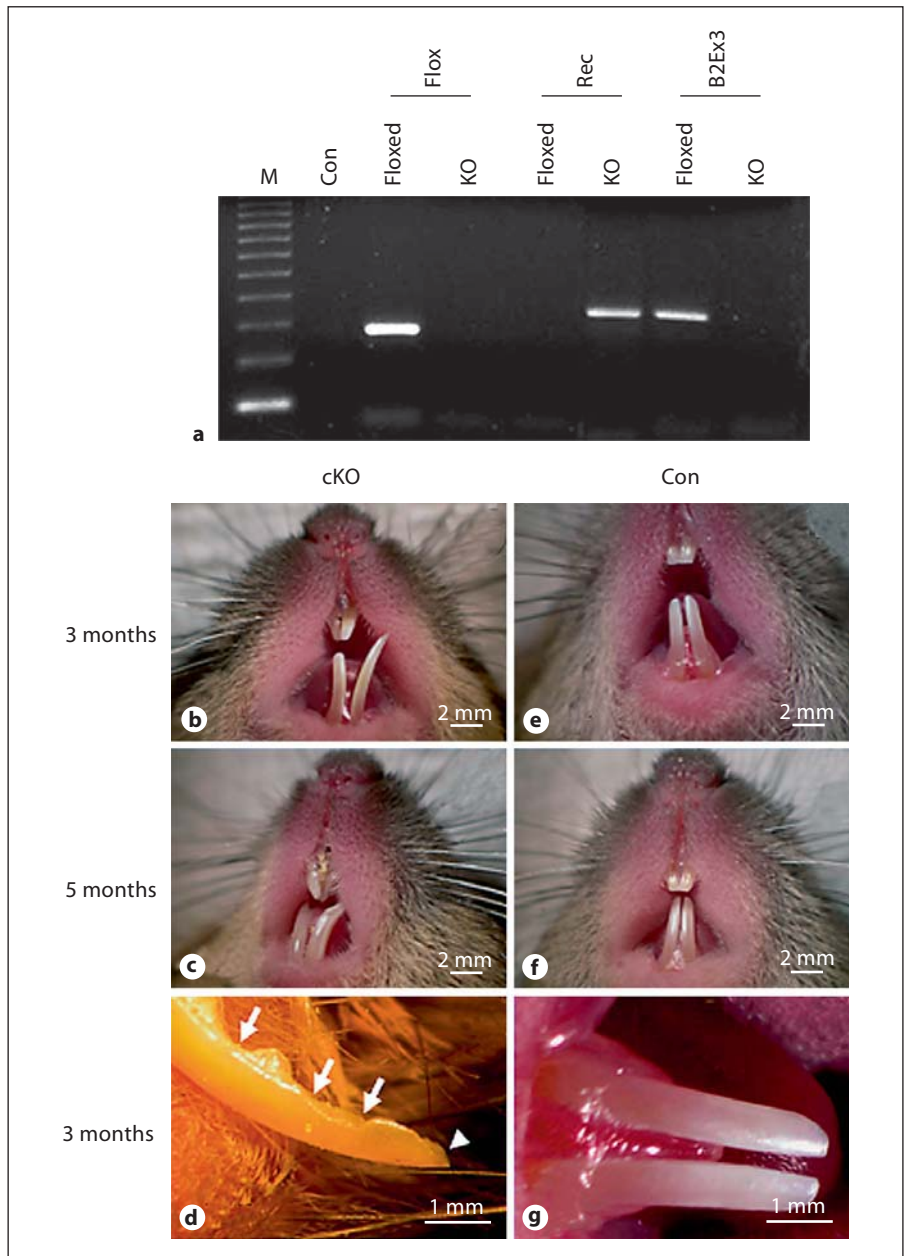 Flox Rec B2Ex3
M Con Floxed KO Floxed KO Floxed KO
a
cKO Con
3 months
b 2 mm e 2 mm
5 months
c 2 mm f 2 mm
3 months
d 1 mm g 1 mm